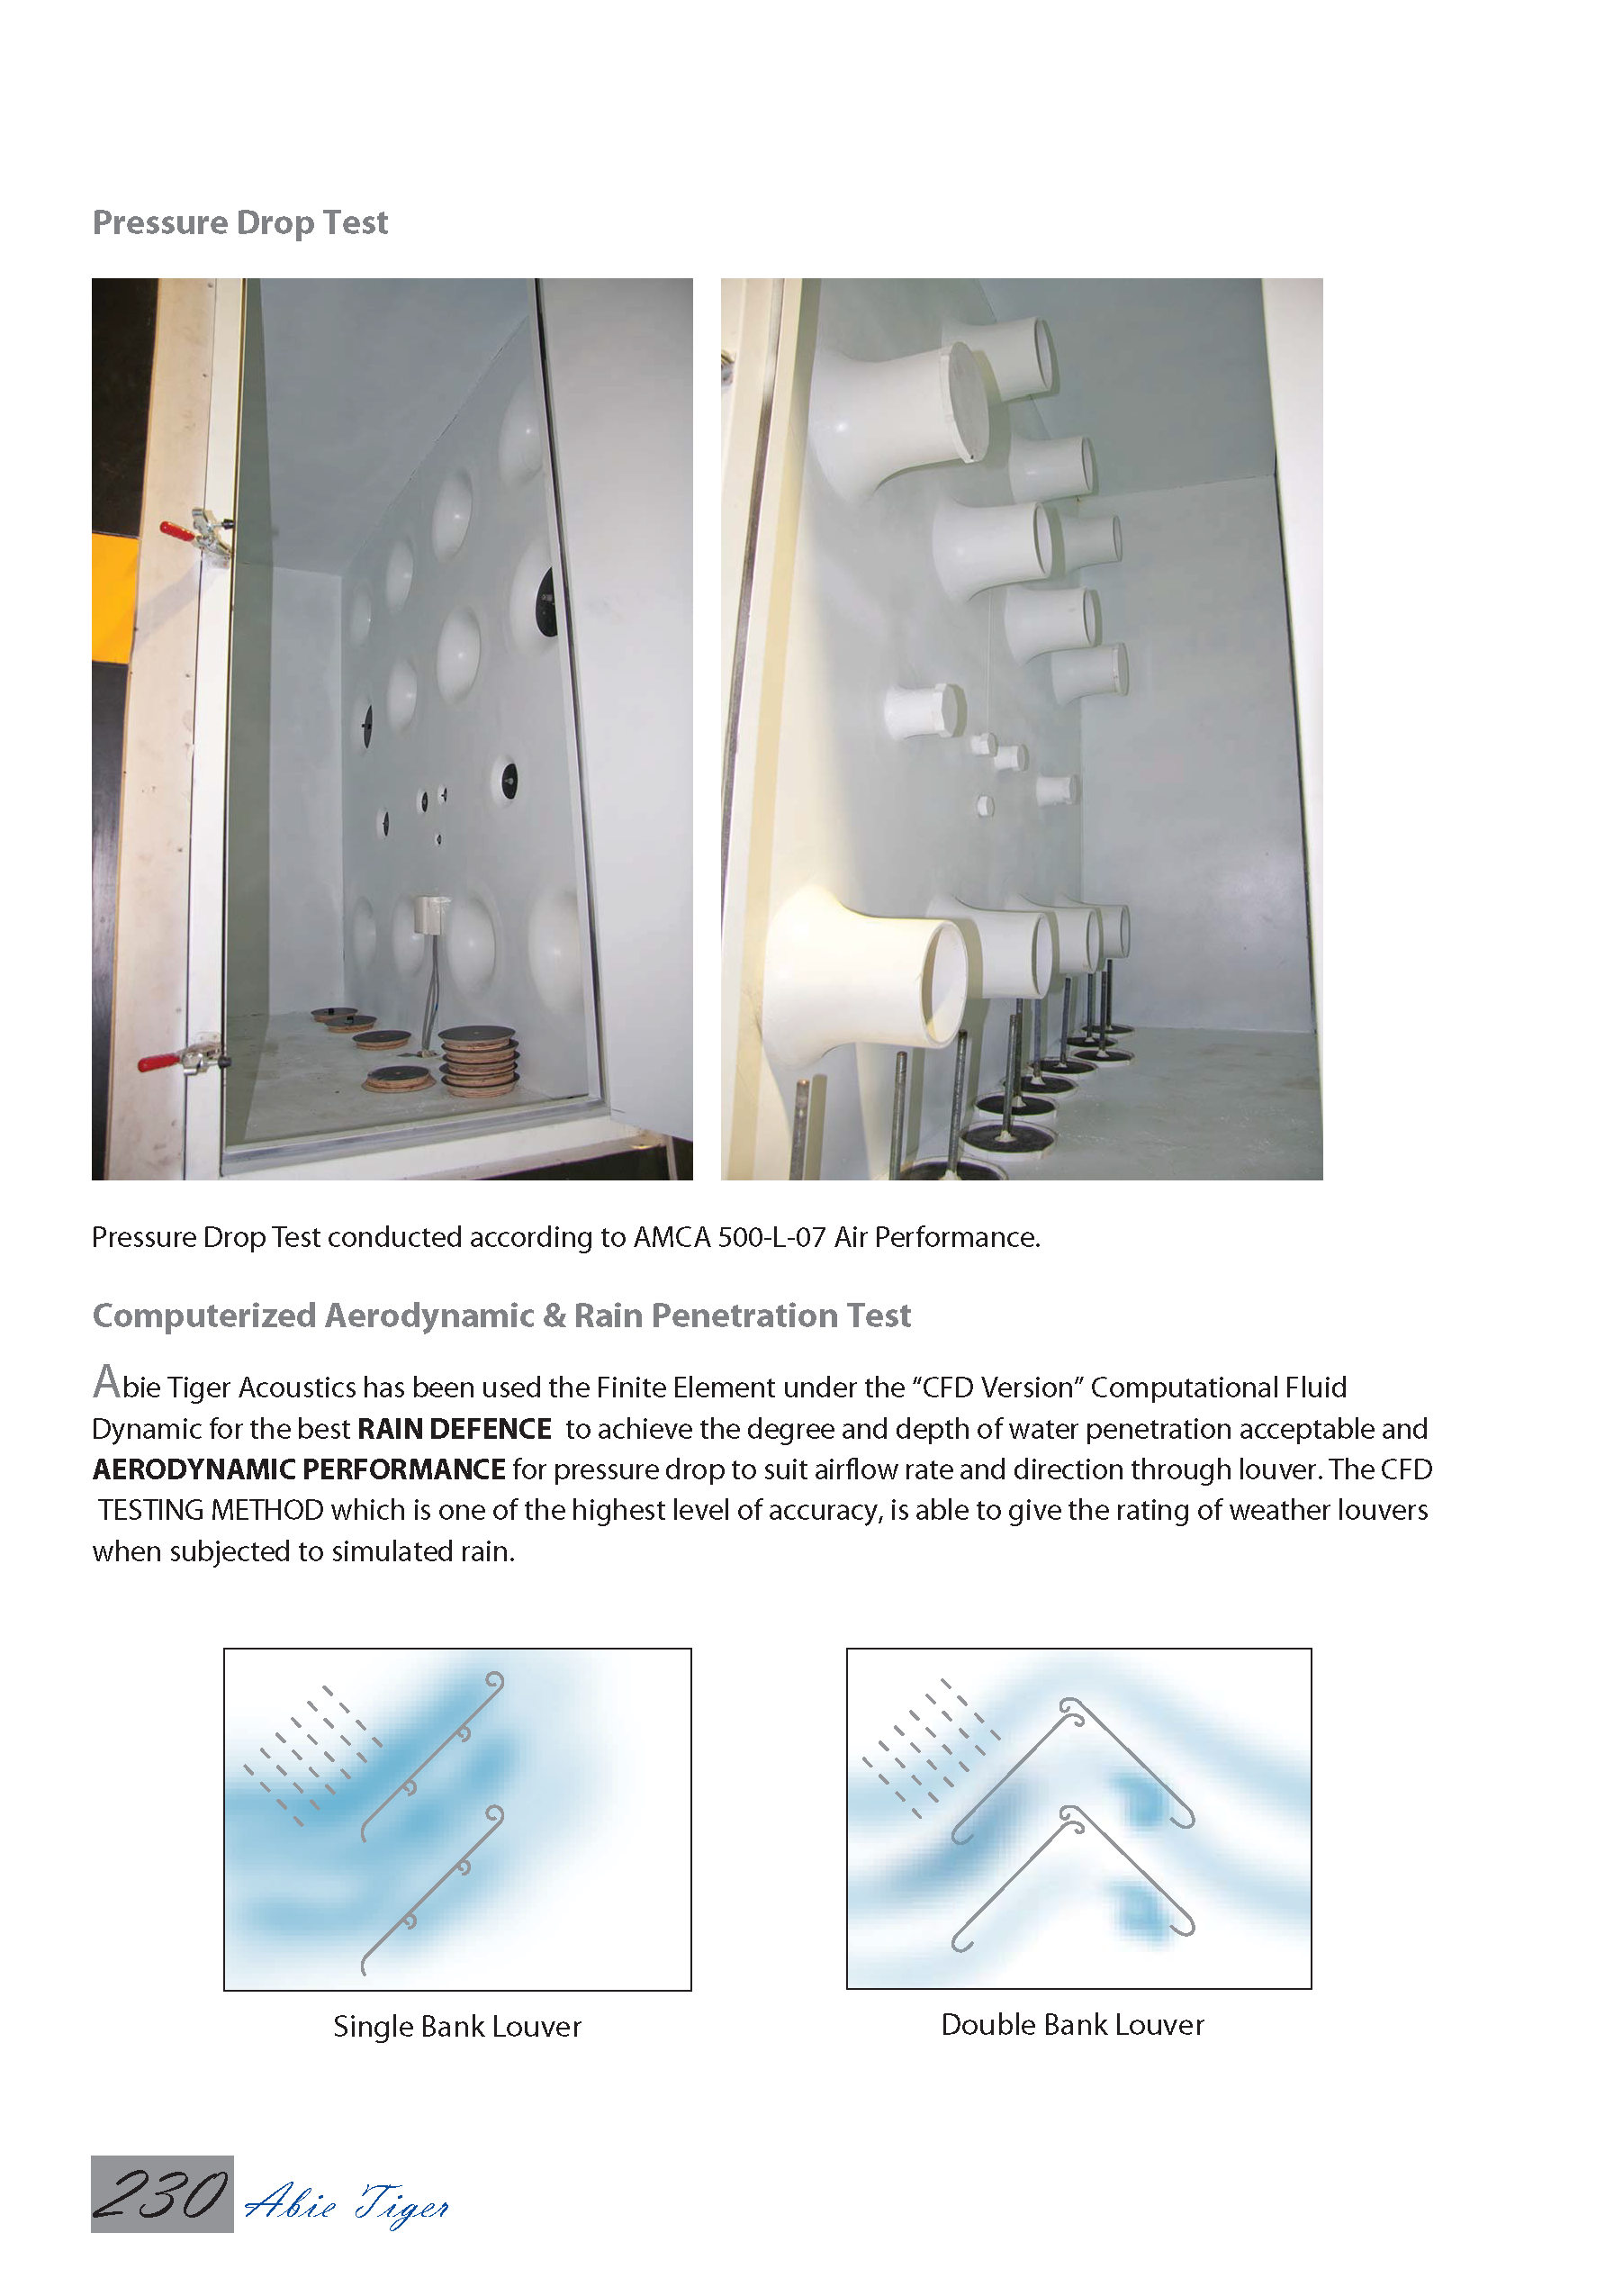 Pressure Drop Test
Pressure Drop Test conducted according to AMCA 500-L-07 Air Performance.
Computerized Aerodynamic & Rain Penetration Test
Abie Tiger Acoustics has been used the Finite Element under the “CFD Version” Computational Fluid
Dynamic for the best RAIN DEFENCE to achieve the degree and depth of water penetration acceptable and
AERODYNAMIC PERFORMANCE for pressure drop to suit airflow rate and direction through louver. The CFD
TESTING METHOD which is one of the highest level of accuracy, is able to give the rating of weather louvers
when subjected to simulated rain.
Single Bank Louver
Double Bank Louver
230 Abie Tiger